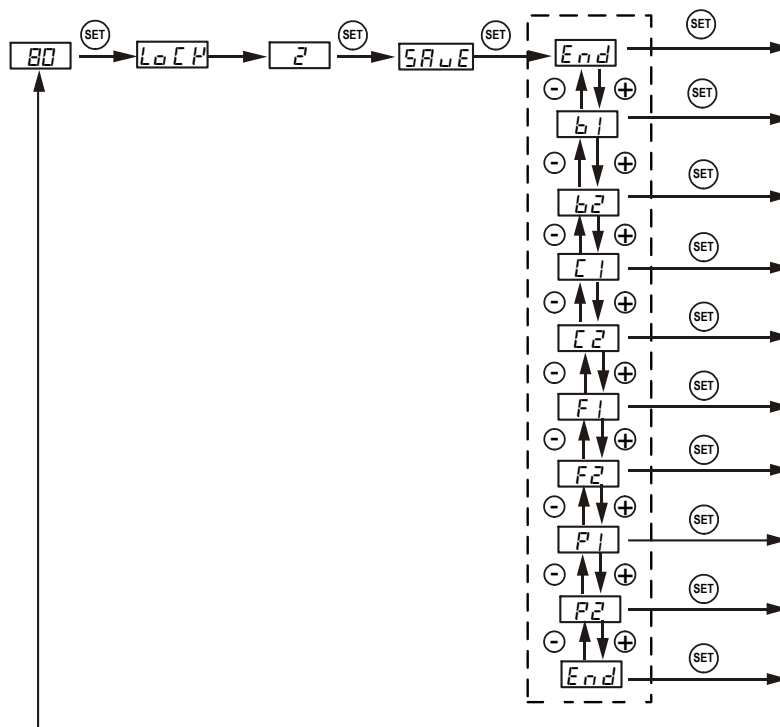 SET SET SET SET
80 LoCK 2 SAvE End
- +
SET
b1
- +
SET
b2
- +
SET
C1
- +
SET
C2
- +
SET
F1
- +
SET
F2
- +
SET
P1
- +
SET
P2
- +
SET
End